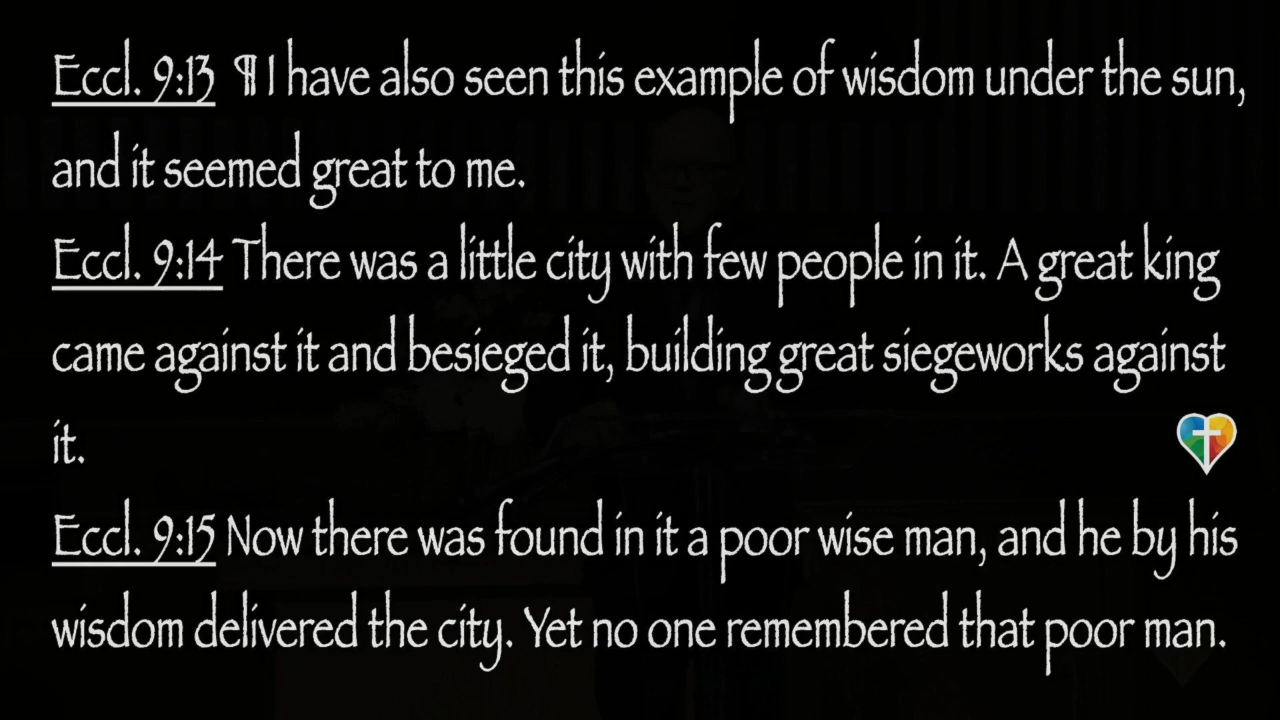 Eccl. 9:13 ¶ I have also seen this example of wisdom under the sun,
and it seemed great to me.
Eccl. 9:14 There was a little city with few people in it. A great king
came against it and besieged it, building great siegeworks against
it.
Eccl. 9:15 Now there was found in it a poor wise man, and he by his
wisdom delivered the city. Yet no one remembered that poor man.